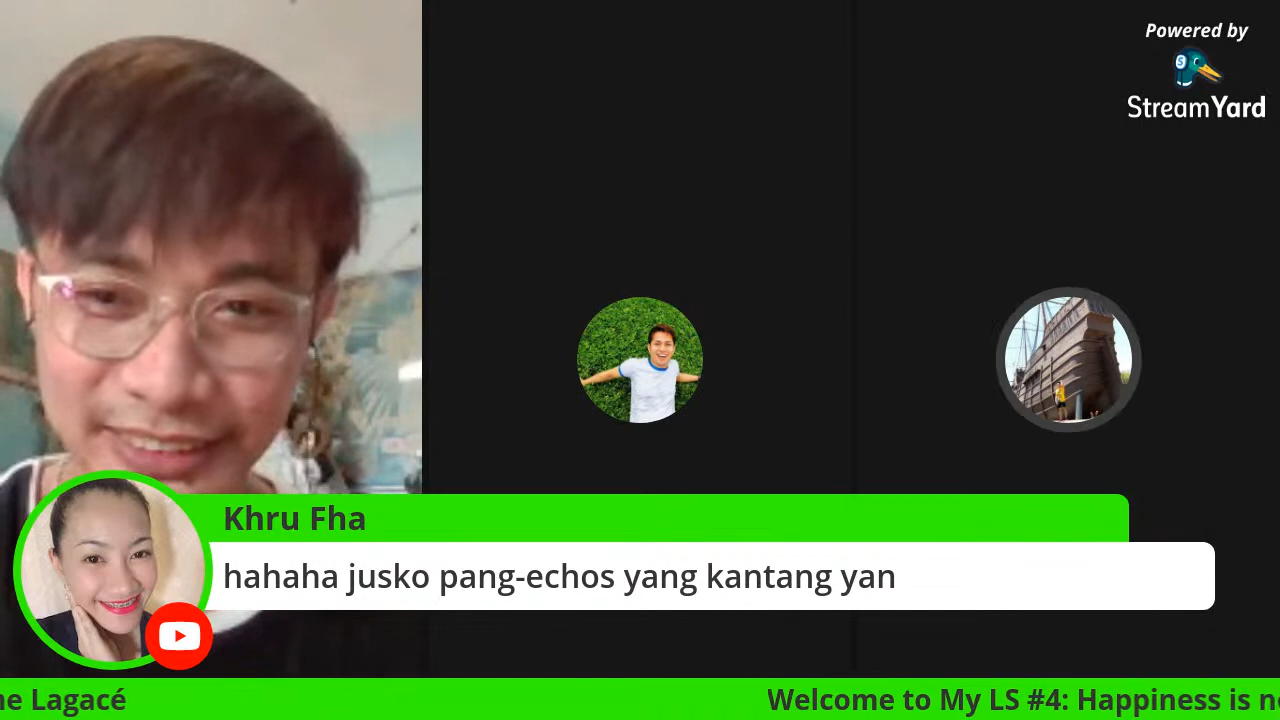 Powered by
StreamYard
Khru Fha
hahaha jusko pang-echos yang kantang yan
Lagacé
Welcome to My LS #4: Happiness is